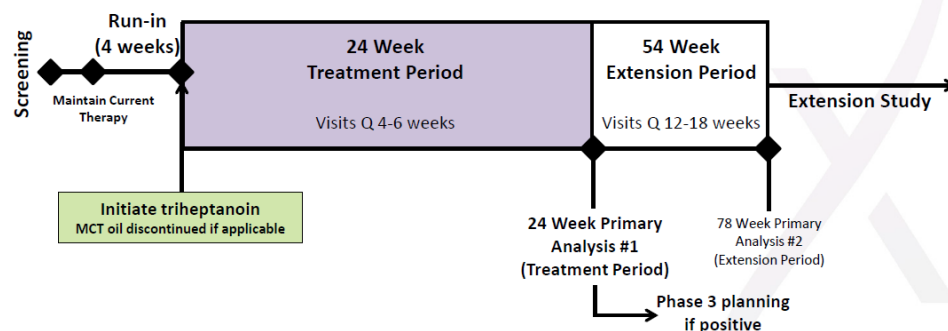 Screening
Run-in
(4 weeks)
Maintain Current
Therapy
24 Week
Treatment Period
Visits Q 4-6 weeks
54 Week
Extension Period
Visits Q 12-18 weeks
Extension Study
Initiate triheptanoin
MCT oil discontinued if applicable
24 Week Primary
Analysis #1
(Treatment Period)
78 Week Primary
Analysis #2
(Extension Period)
Phase 3 planning
if positive